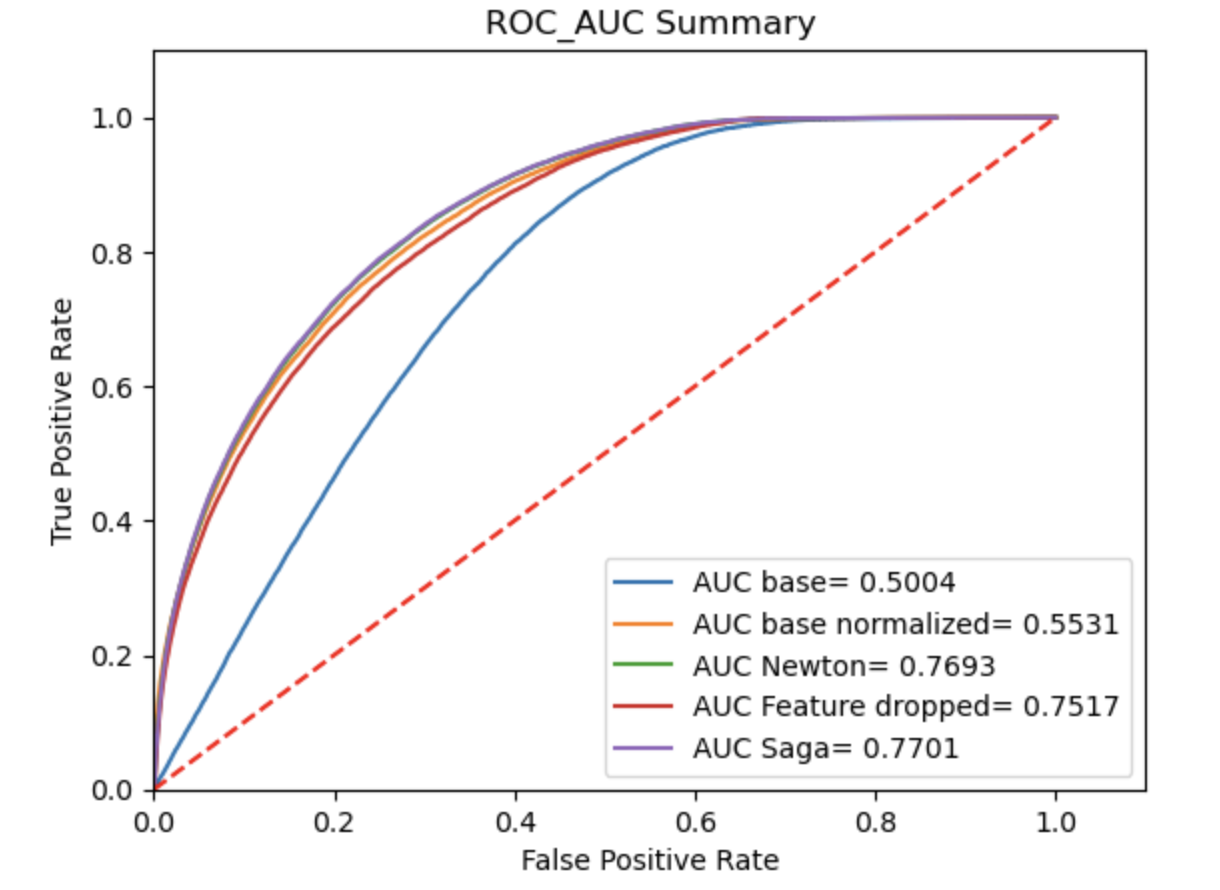 ROC_AUC Summary
True Positive Rate
1.0
0.8
0.6
0.4
0.2
0.0
AUC base= 0.5004
AUC base normalized= 0.5531
AUC Newton= 0.7693
AUC Feature dropped= 0.7517
AUC Saga= 0.7701
0.0 0.2 0.4 0.6 0.8 1.0
False Positive Rate